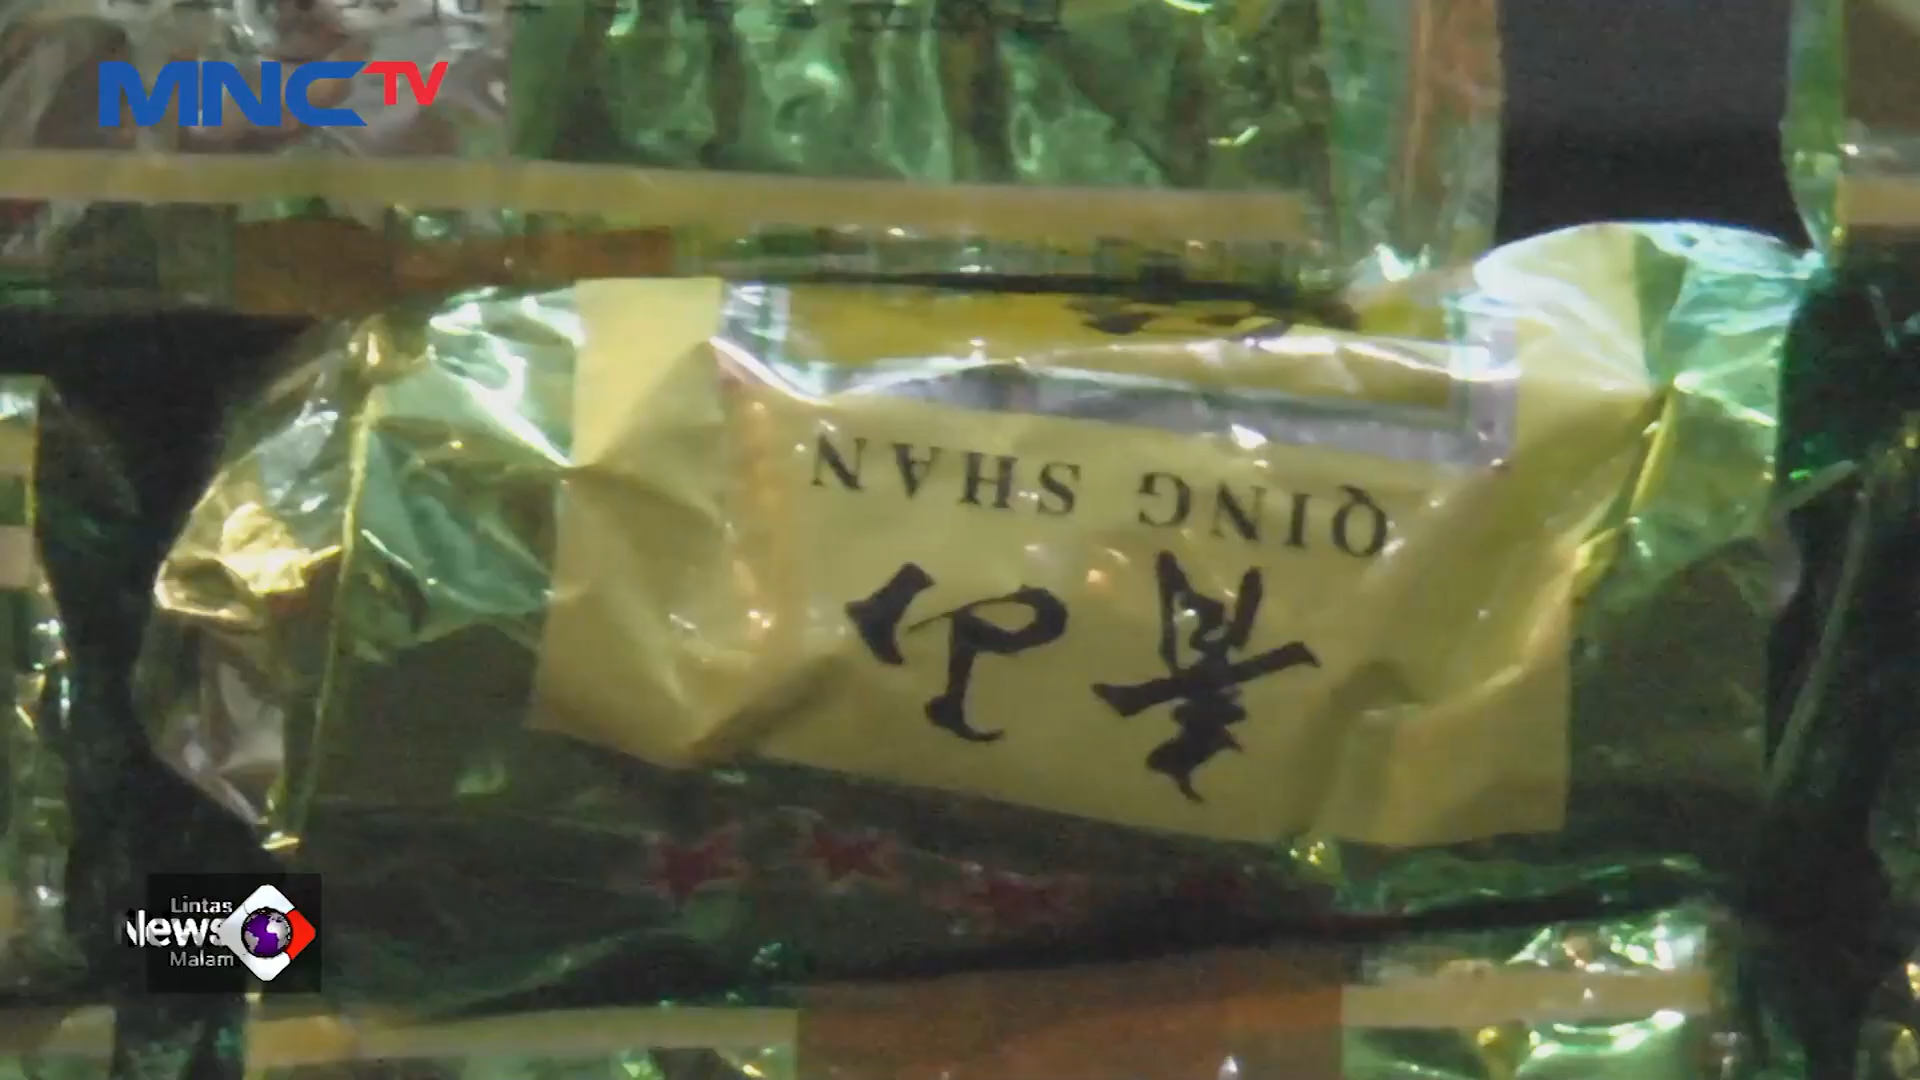 MNCTV
QING SHAN
青山
Lintas
News
Malam